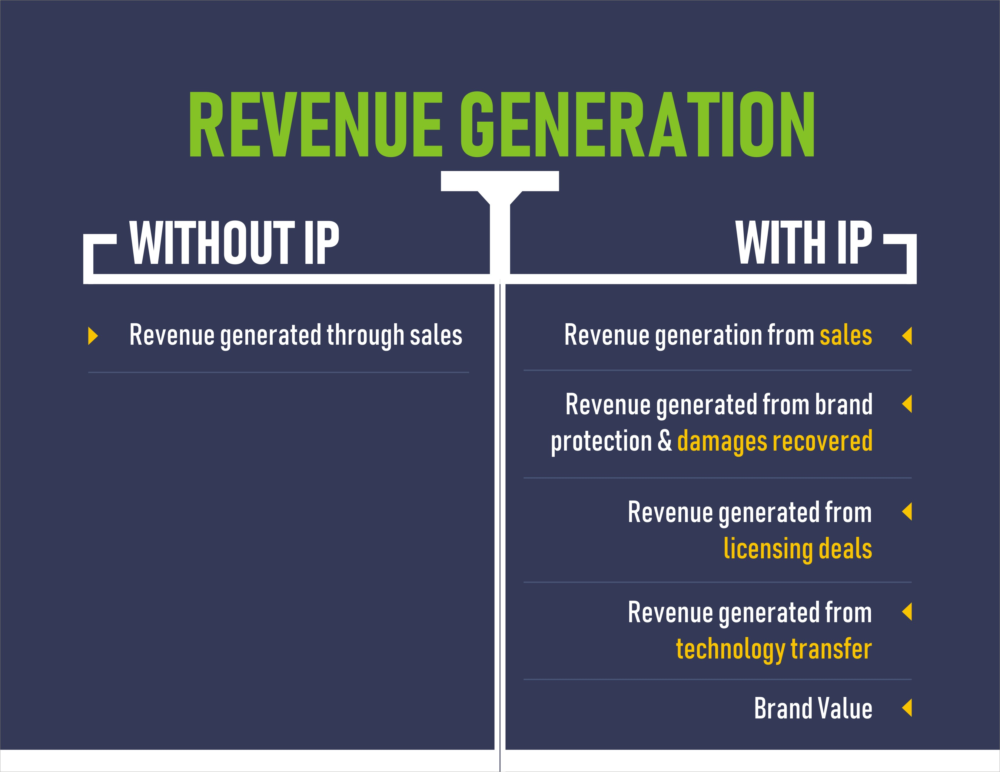 REVENUE GENERATION
WITHOUT IP
Revenue generated through sales
WITH IP
Revenue generation from sales
Revenue generated from brand
protection & damages recovered
Revenue generated from
licensing deals
Revenue generated from
technology transfer
Brand Value